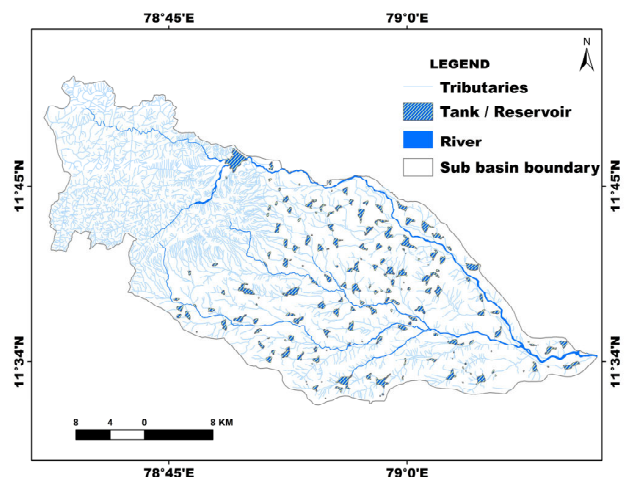 78°45'E 79°0'E
N
LEGEND
Tributaries
Tank / Reservoir
River
Sub basin boundary
11°45'N 11°45'N
11°34'N 11°34'N
8 4 0 8 KM
78°45'E 79°0'E